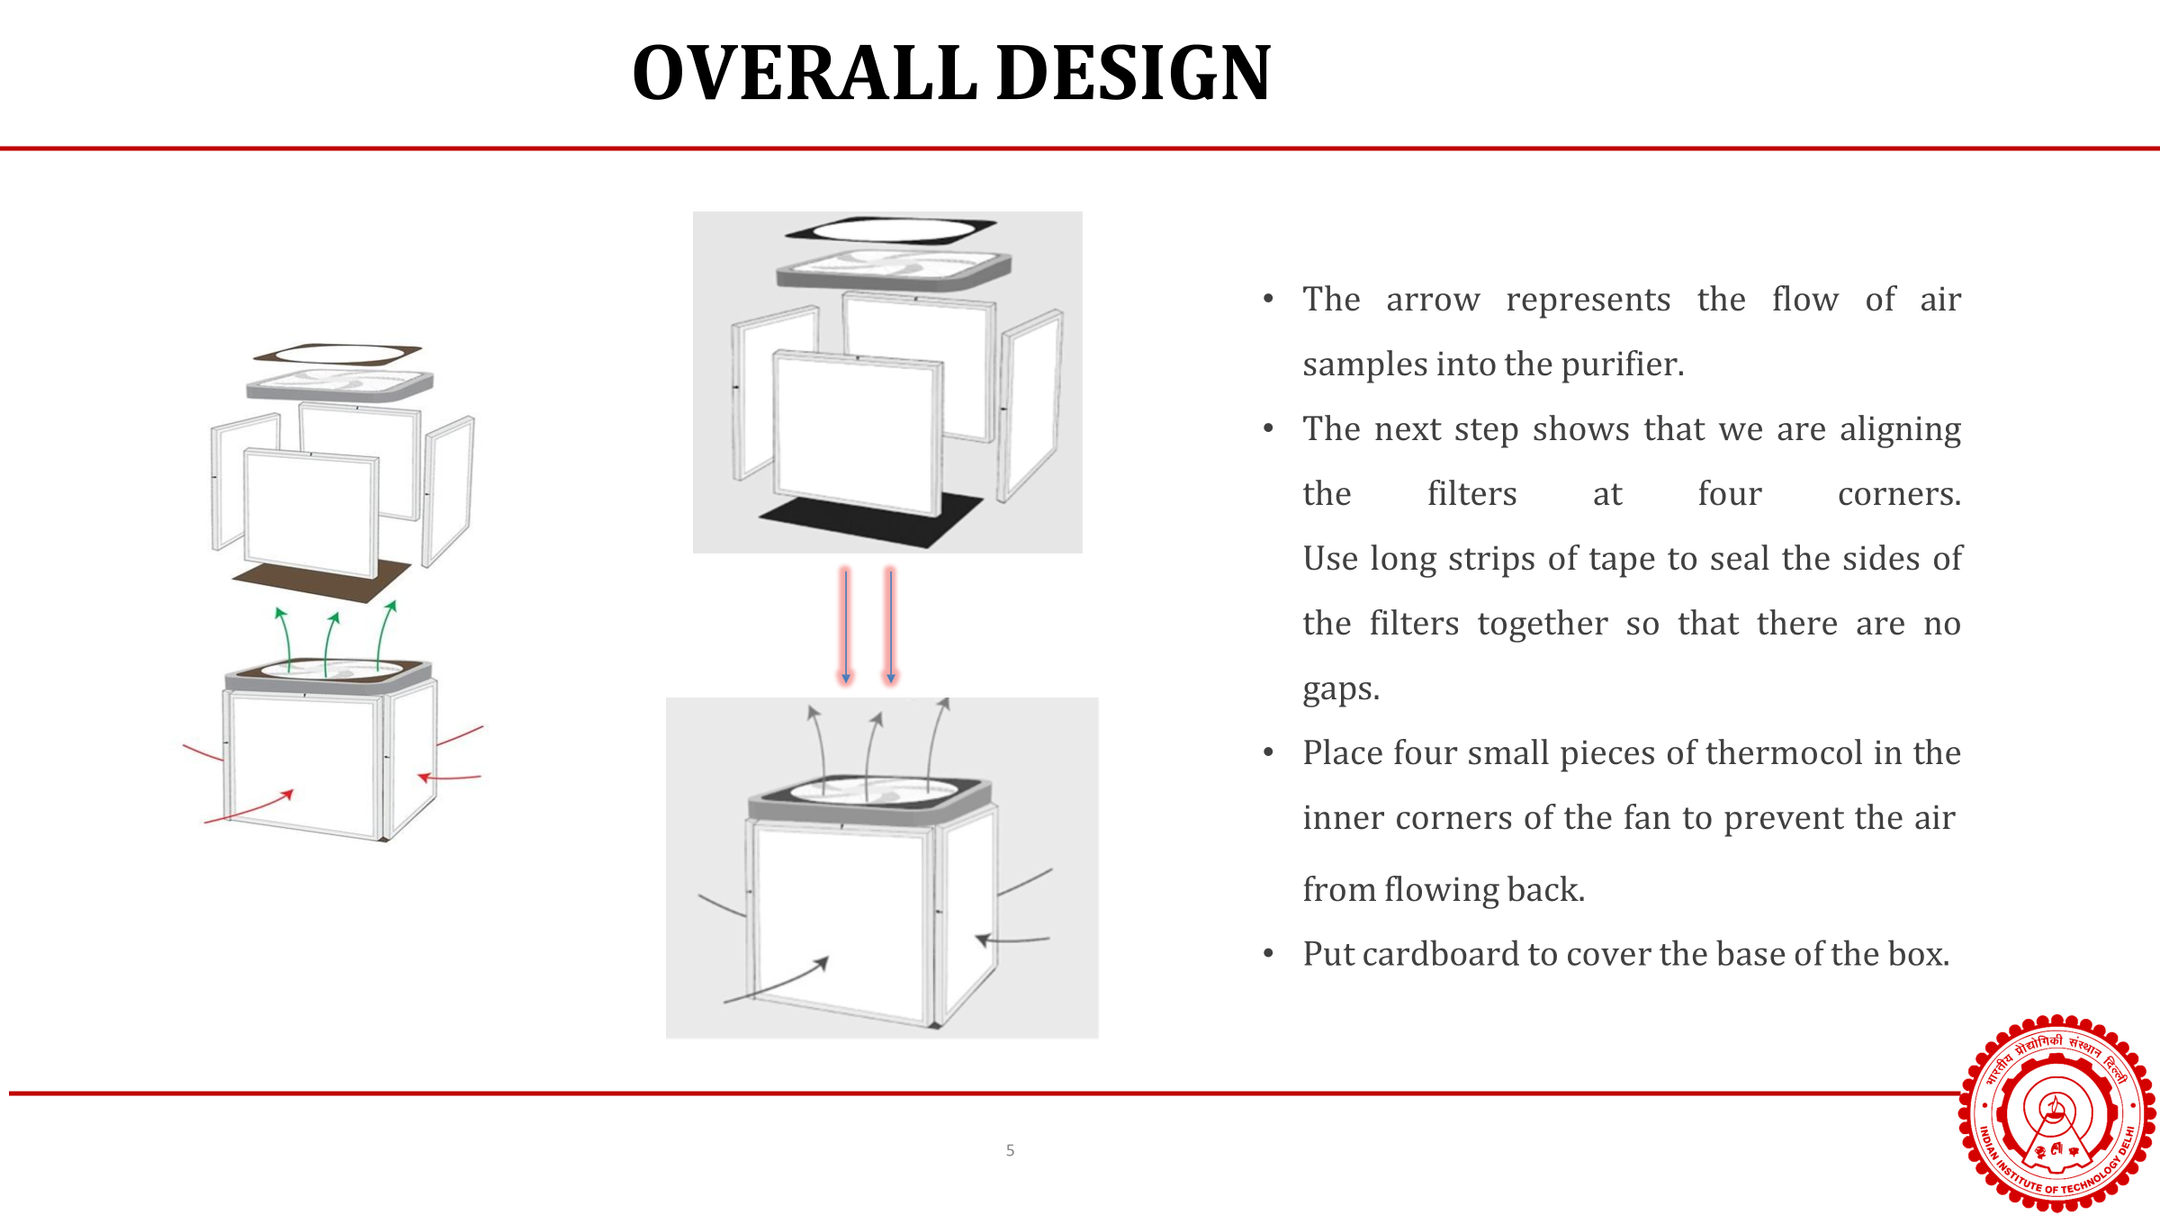 OVERALL DESIGN
• The arrow represents the flow of air
samples into the purifier.
• The next step shows that we are aligning
the filters at four corners.
Use long strips of tape to seal the sides of
the filters together so that there are no
gaps.
• Place four small pieces of thermocol in the
inner corners of the fan to prevent the air
from flowing back.
• Put cardboard to cover the base of the box.
भारतीय प्रौद्योगिकी संस्थान दिल्ली
INDIAN INSTITUTE OF TECHNOLOGY DELHI
5